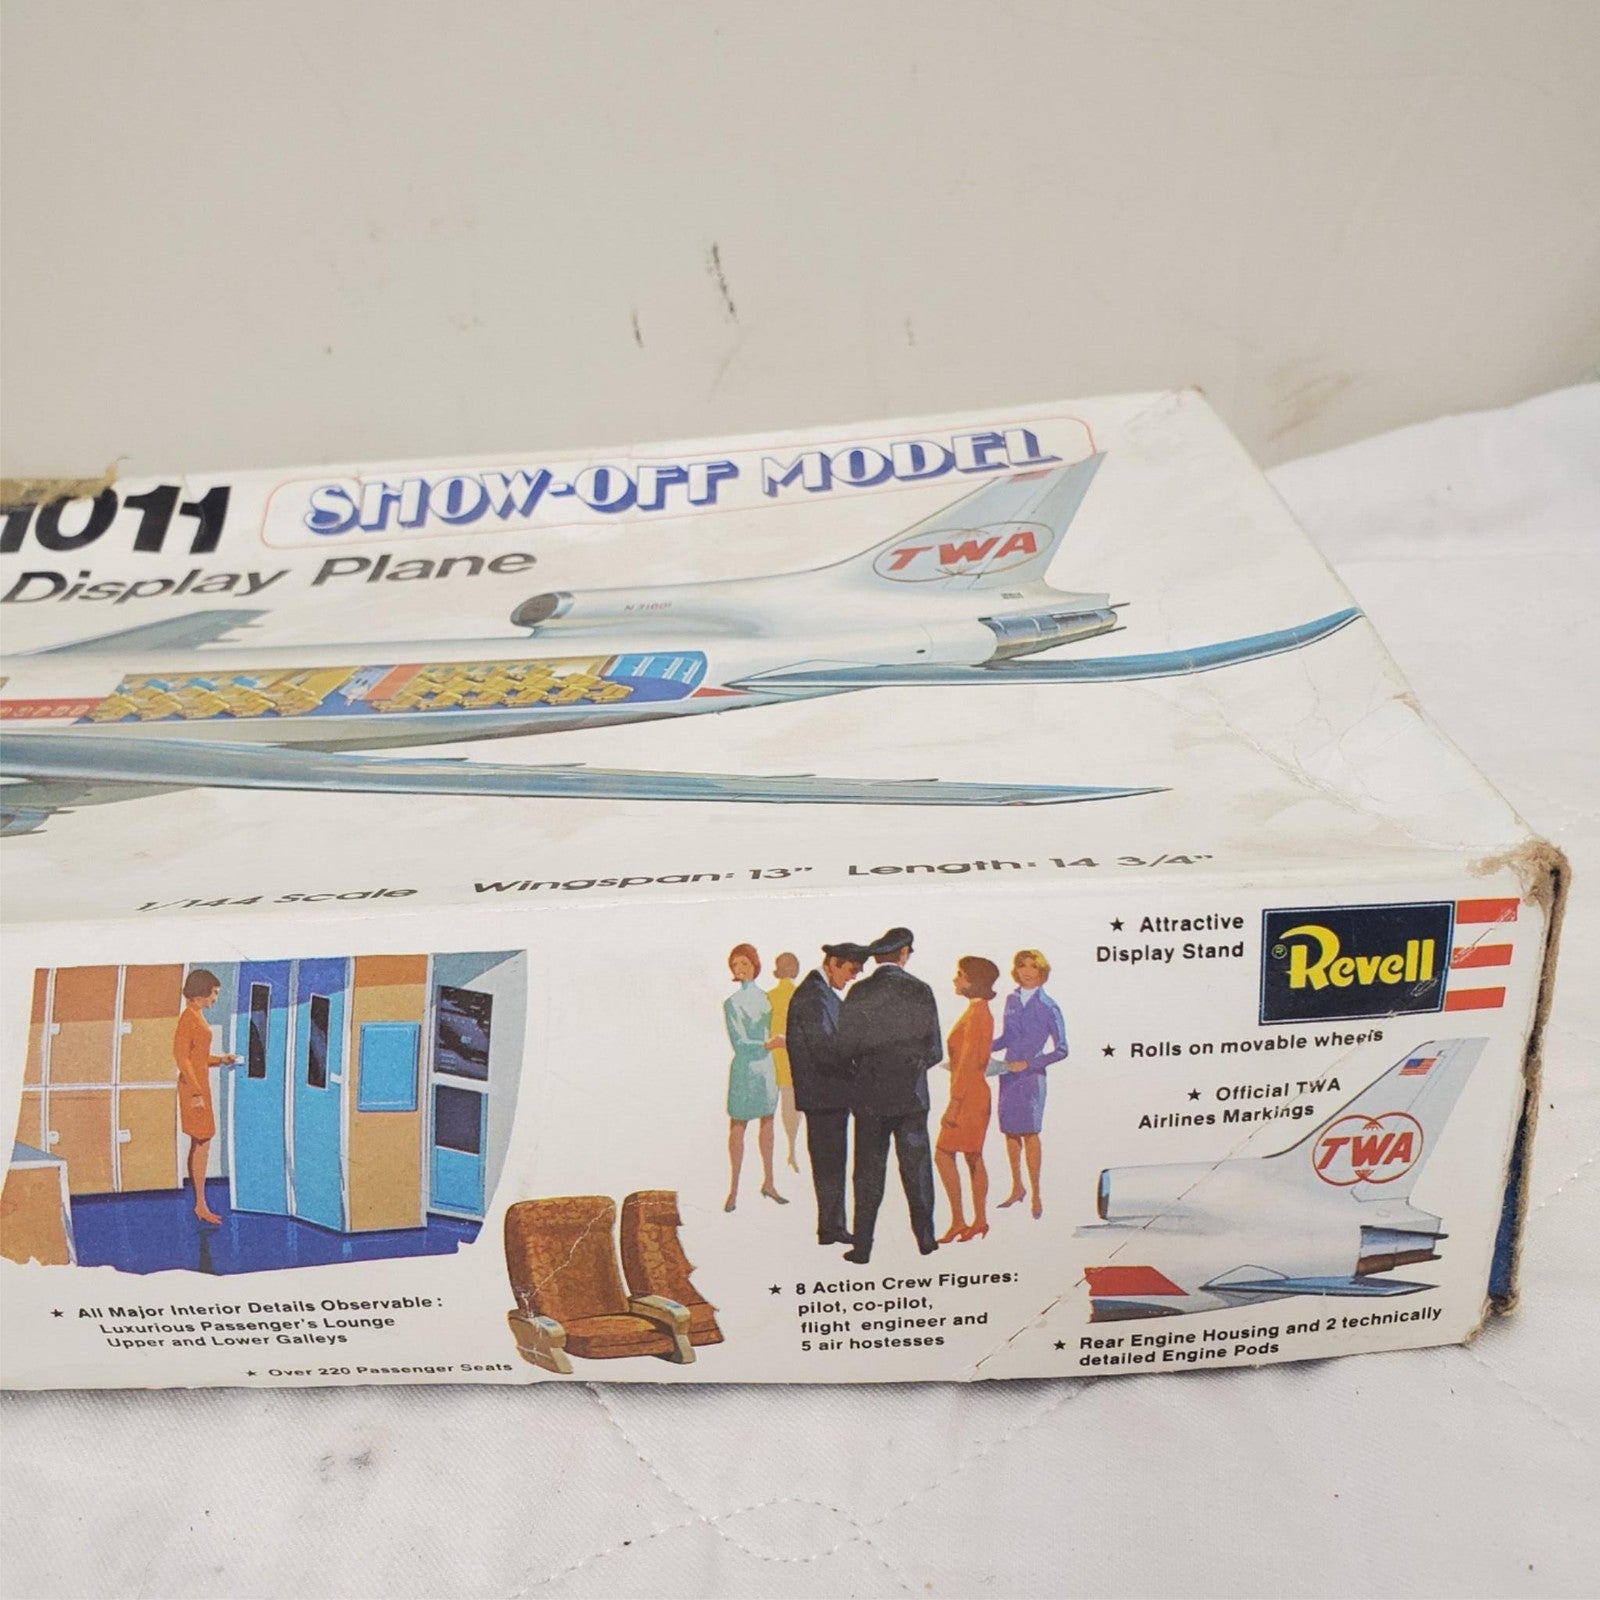 1011 SHOW-OFF MODEL
Display Plane
TWA
N 31001
1/144 Scale Wingspan: 13" Length: 14 3/4"
★ Attractive
Display Stand
® Revell
★ Rolls on movable wheels
★ Official TWA
Airlines Markings
TWA
★ All Major Interior Details Observable:
Luxurious Passenger's Lounge
Upper and Lower Galleys
★ Over 220 Passenger Seats
★ 8 Action Crew Figures:
pilot, co-pilot,
flight engineer and
5 air hostesses
★ Rear Engine Housing and 2 technically
detailed Engine Pods